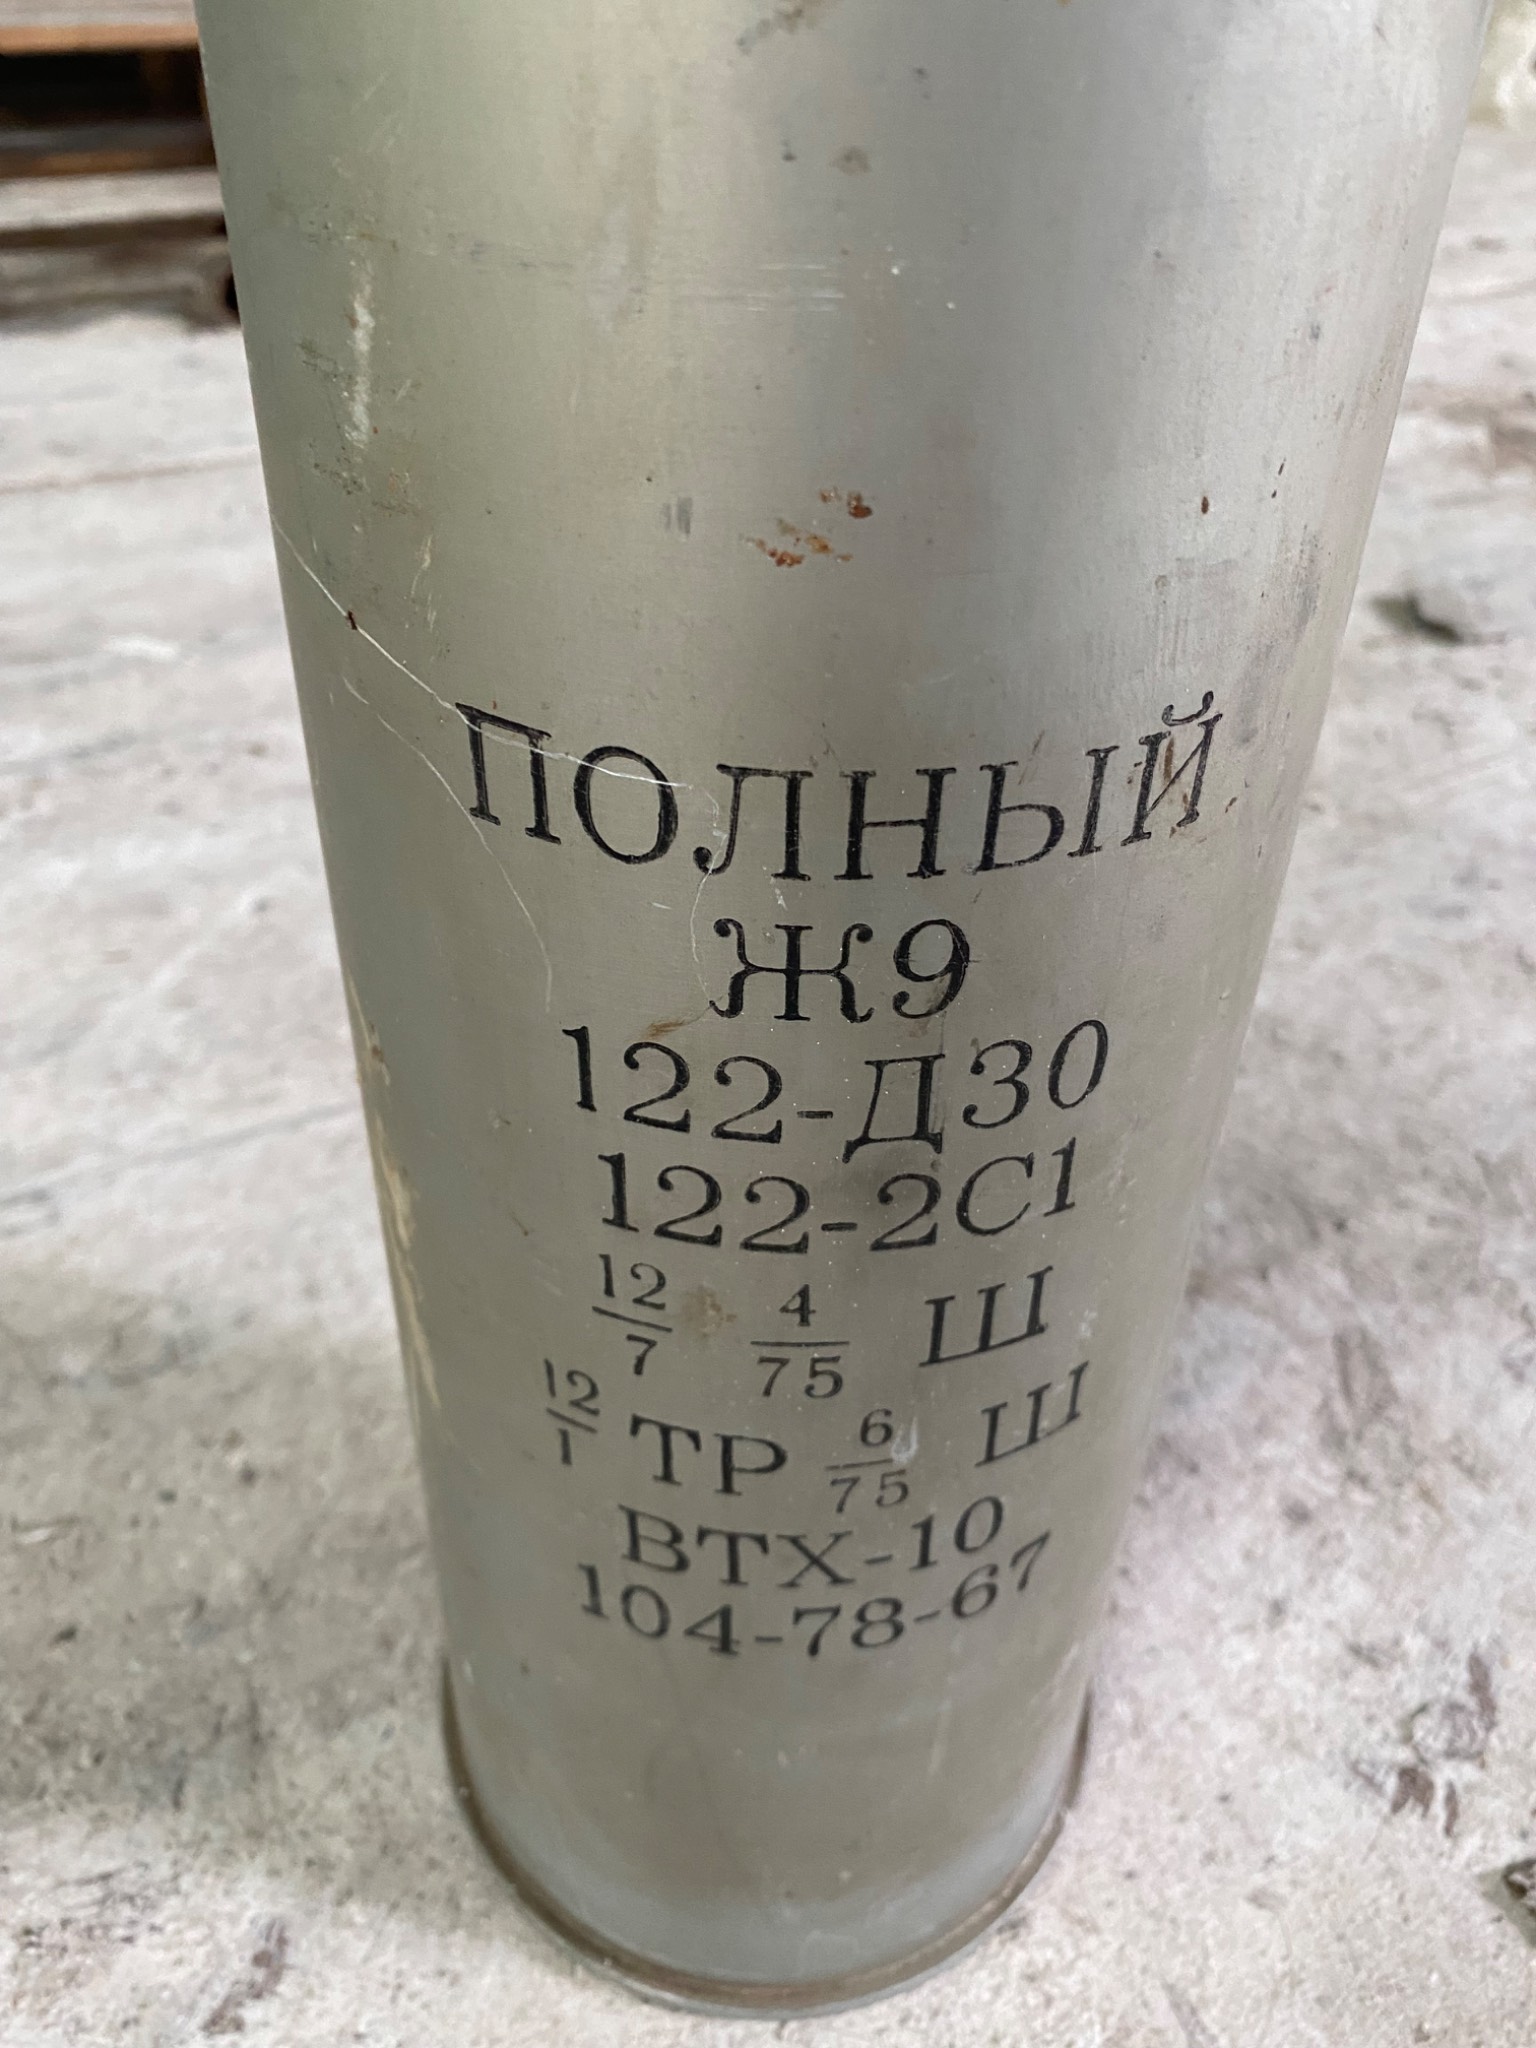 ПОЛНЫЙ
Ж9
122-Д30
122-2С1
12/7 4/75 Ш
12/1 ТР 6/75 Ш
ВТХ-10
104-78-67